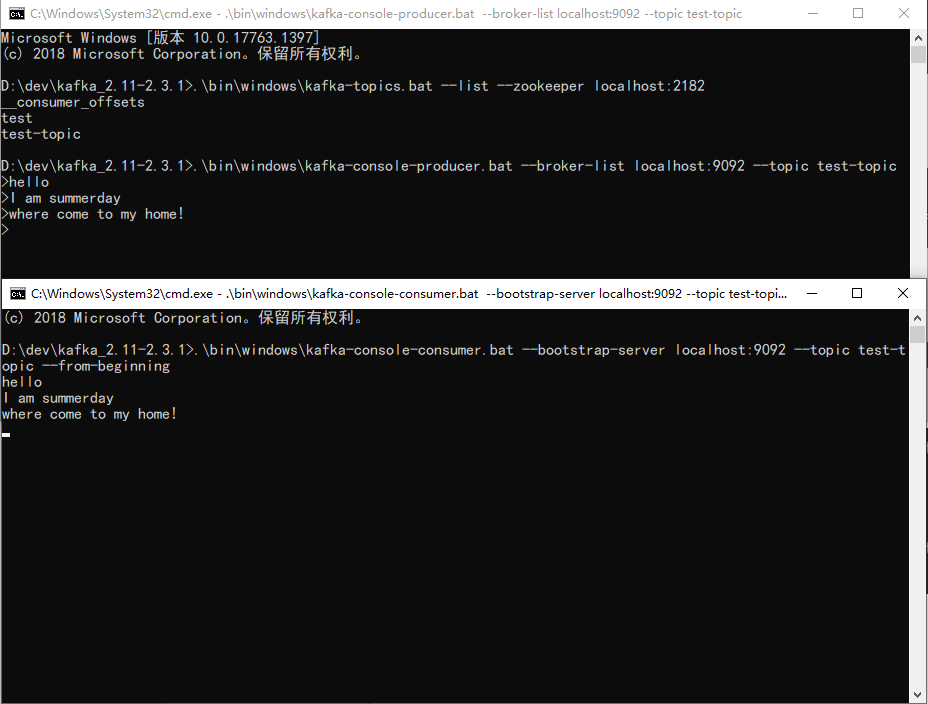 C:\Windows\System32\cmd.exe - .\bin\windows\kafka-console-producer.bat --broker-list localhost:9092 --topic test-topic
Microsoft Windows [版本 10.0.17763.1397]
(c) 2018 Microsoft Corporation。保留所有权利。
D:\dev\kafka_2.11-2.3.1>.\bin\windows\kafka-topics.bat --list --zookeeper localhost:2182
__consumer_offsets
test
test-topic
D:\dev\kafka_2.11-2.3.1>.\bin\windows\kafka-console-producer.bat --broker-list localhost:9092 --topic test-topic
>hello
>I am summerday
>where come to my home!
>
C:\Windows\System32\cmd.exe - .\bin\windows\kafka-console-consumer.bat --bootstrap-server localhost:9092 --topic test-topi...
(c) 2018 Microsoft Corporation。保留所有权利。
D:\dev\kafka_2.11-2.3.1>.\bin\windows\kafka-console-consumer.bat --bootstrap-server localhost:9092 --topic test-t
opic --from-beginning
hello
I am summerday
where come to my home!